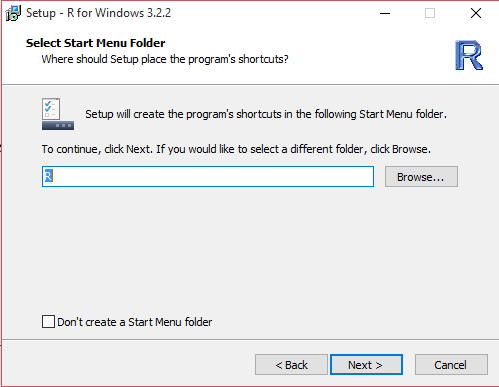 Setup - R for Windows 3.2.2
Select Start Menu Folder
Where should Setup place the program's shortcuts?
R
Setup will create the program's shortcuts in the following Start Menu folder.
To continue, click Next. If you would like to select a different folder, click Browse.
R
Browse...
Don't create a Start Menu folder
< Back
Next >
Cancel